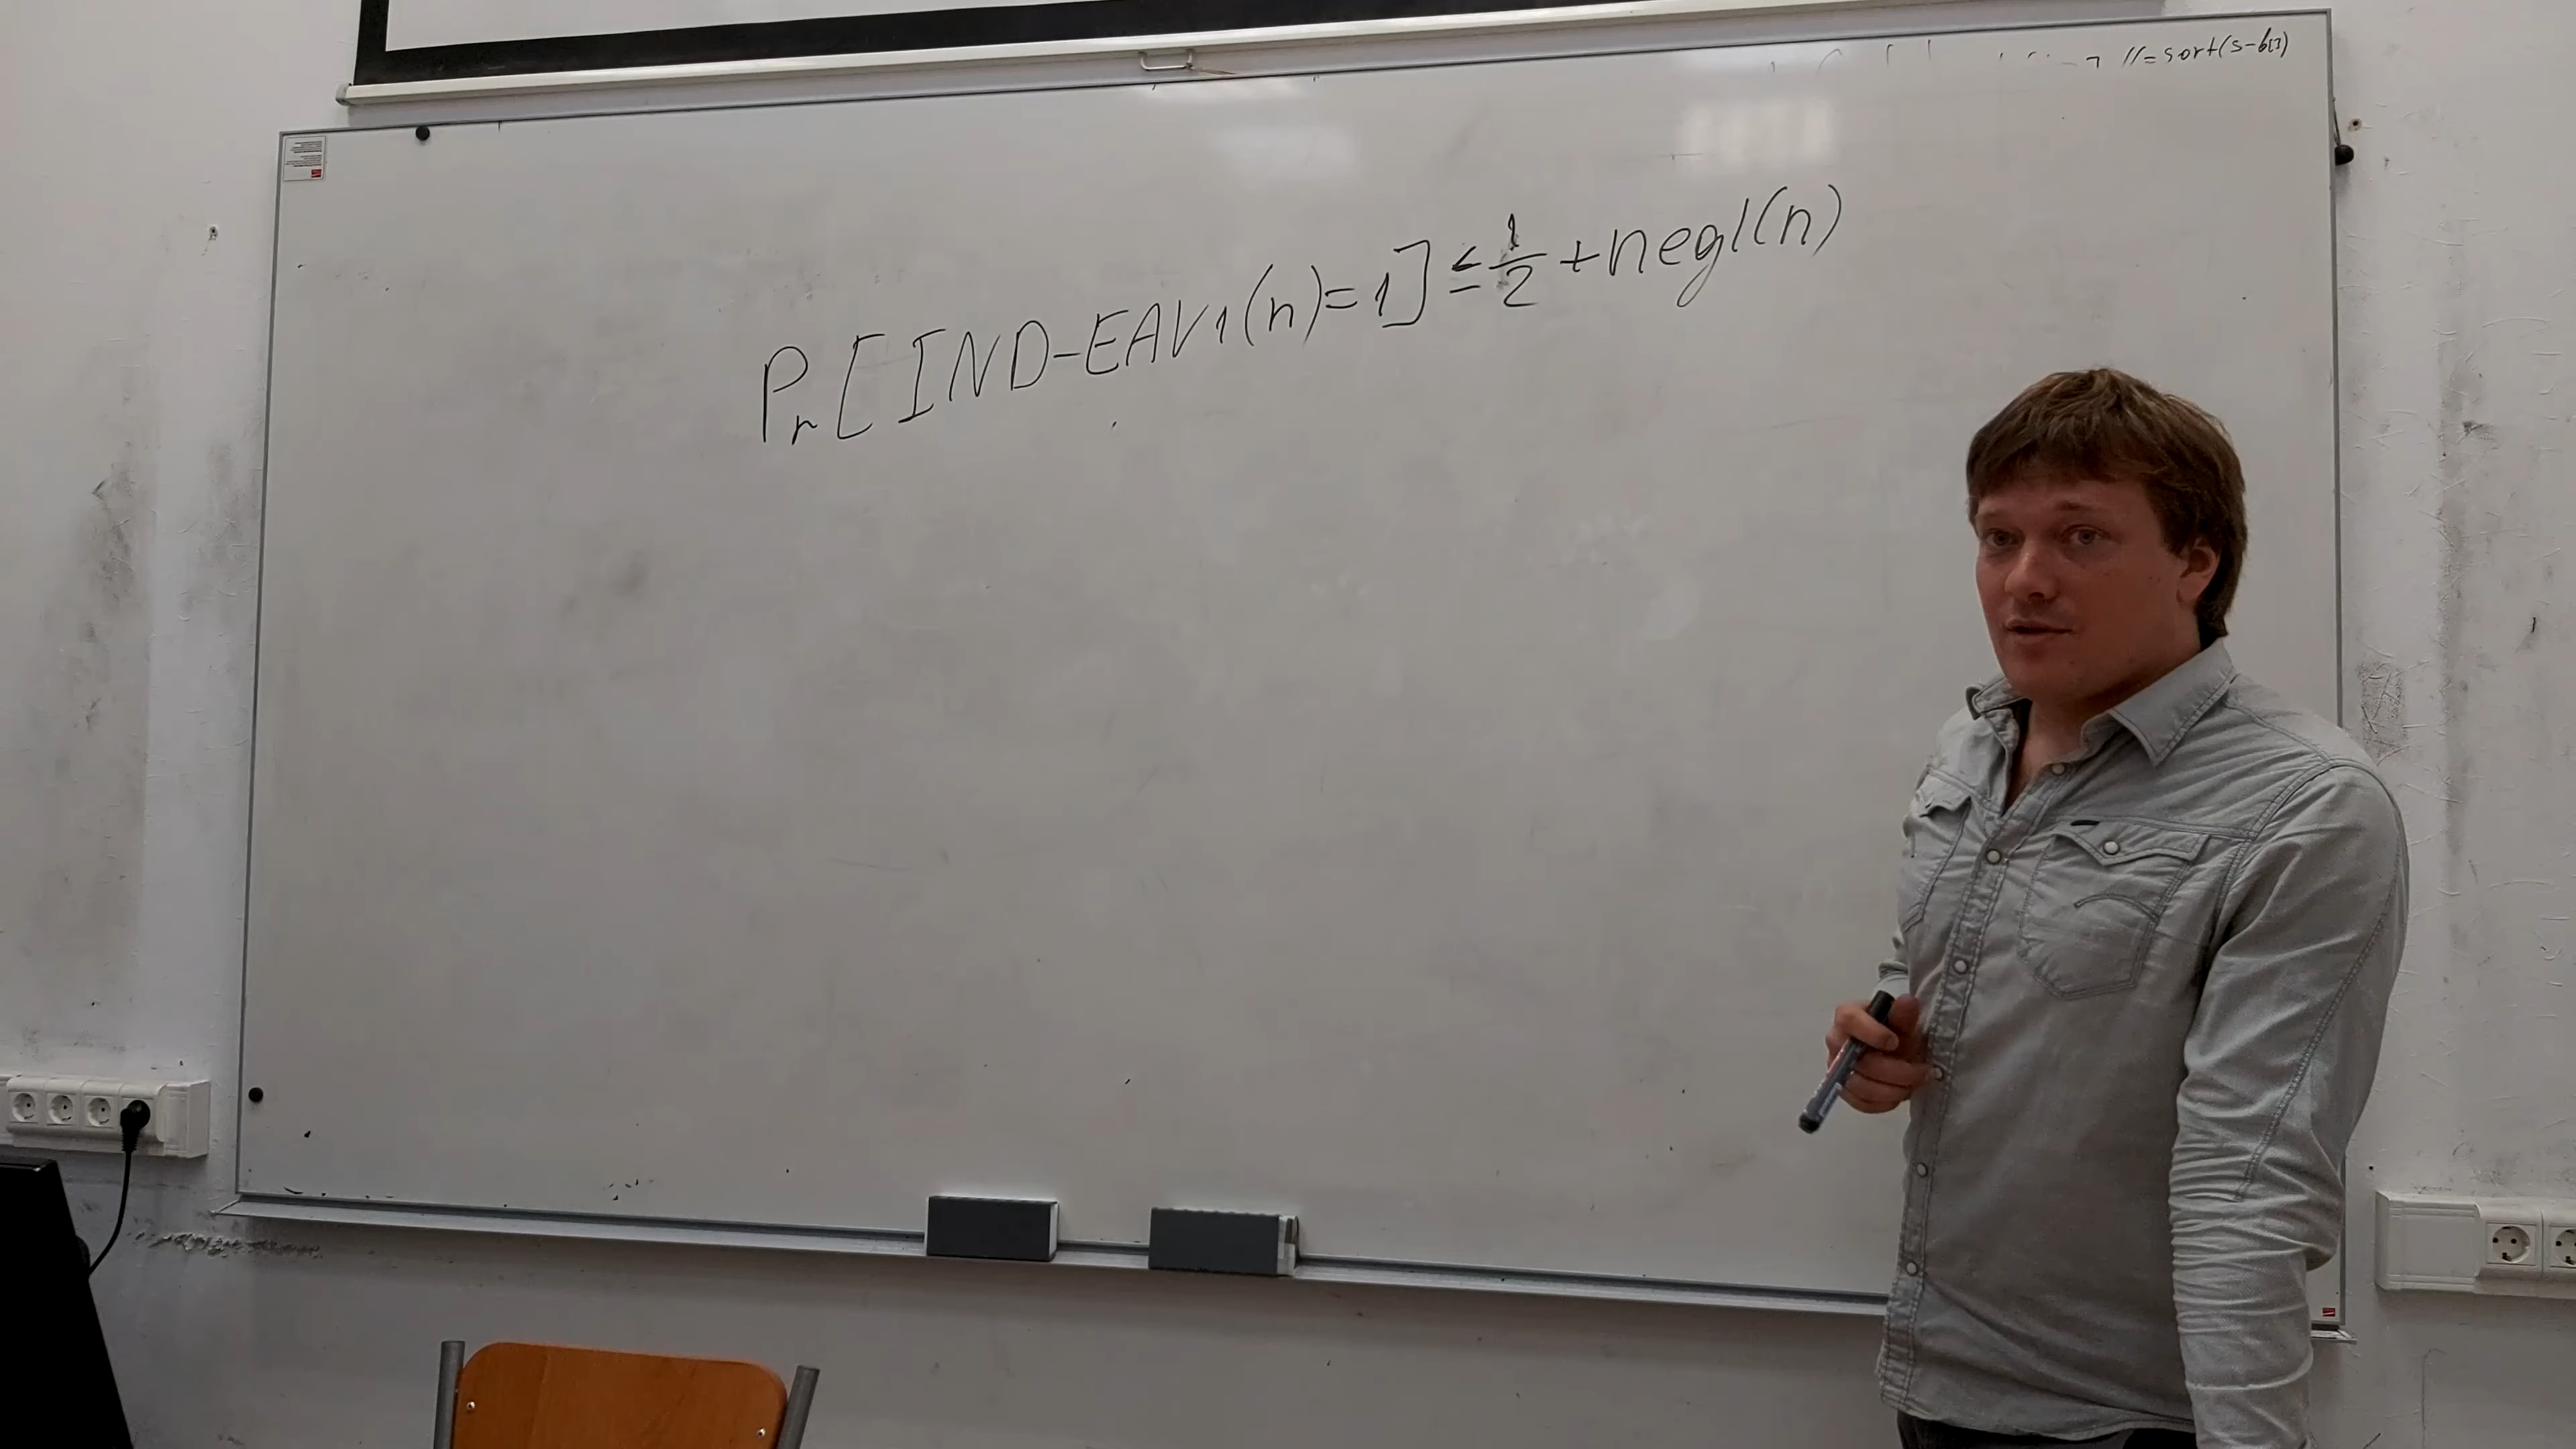 //=sort(s-b[])
Pr[IND-EAV1(n)=1] ≤ 1/2 + negl(n)